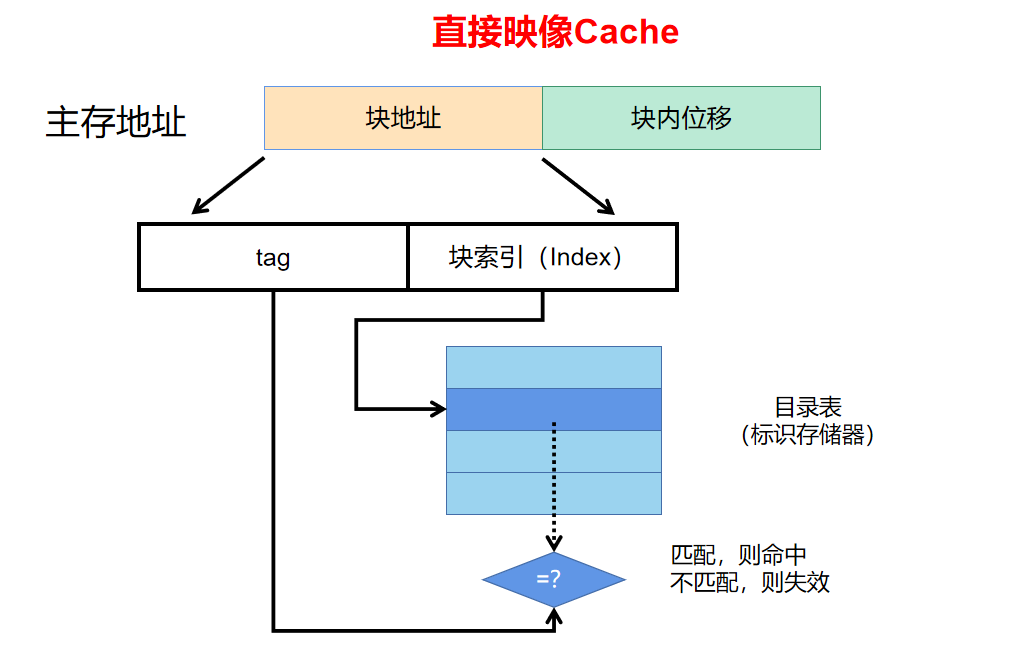 直接映像Cache
主存地址
块地址
块内位移
tag
块索引（Index）
目录表
（标识存储器）
=?
匹配，则命中
不匹配，则失效